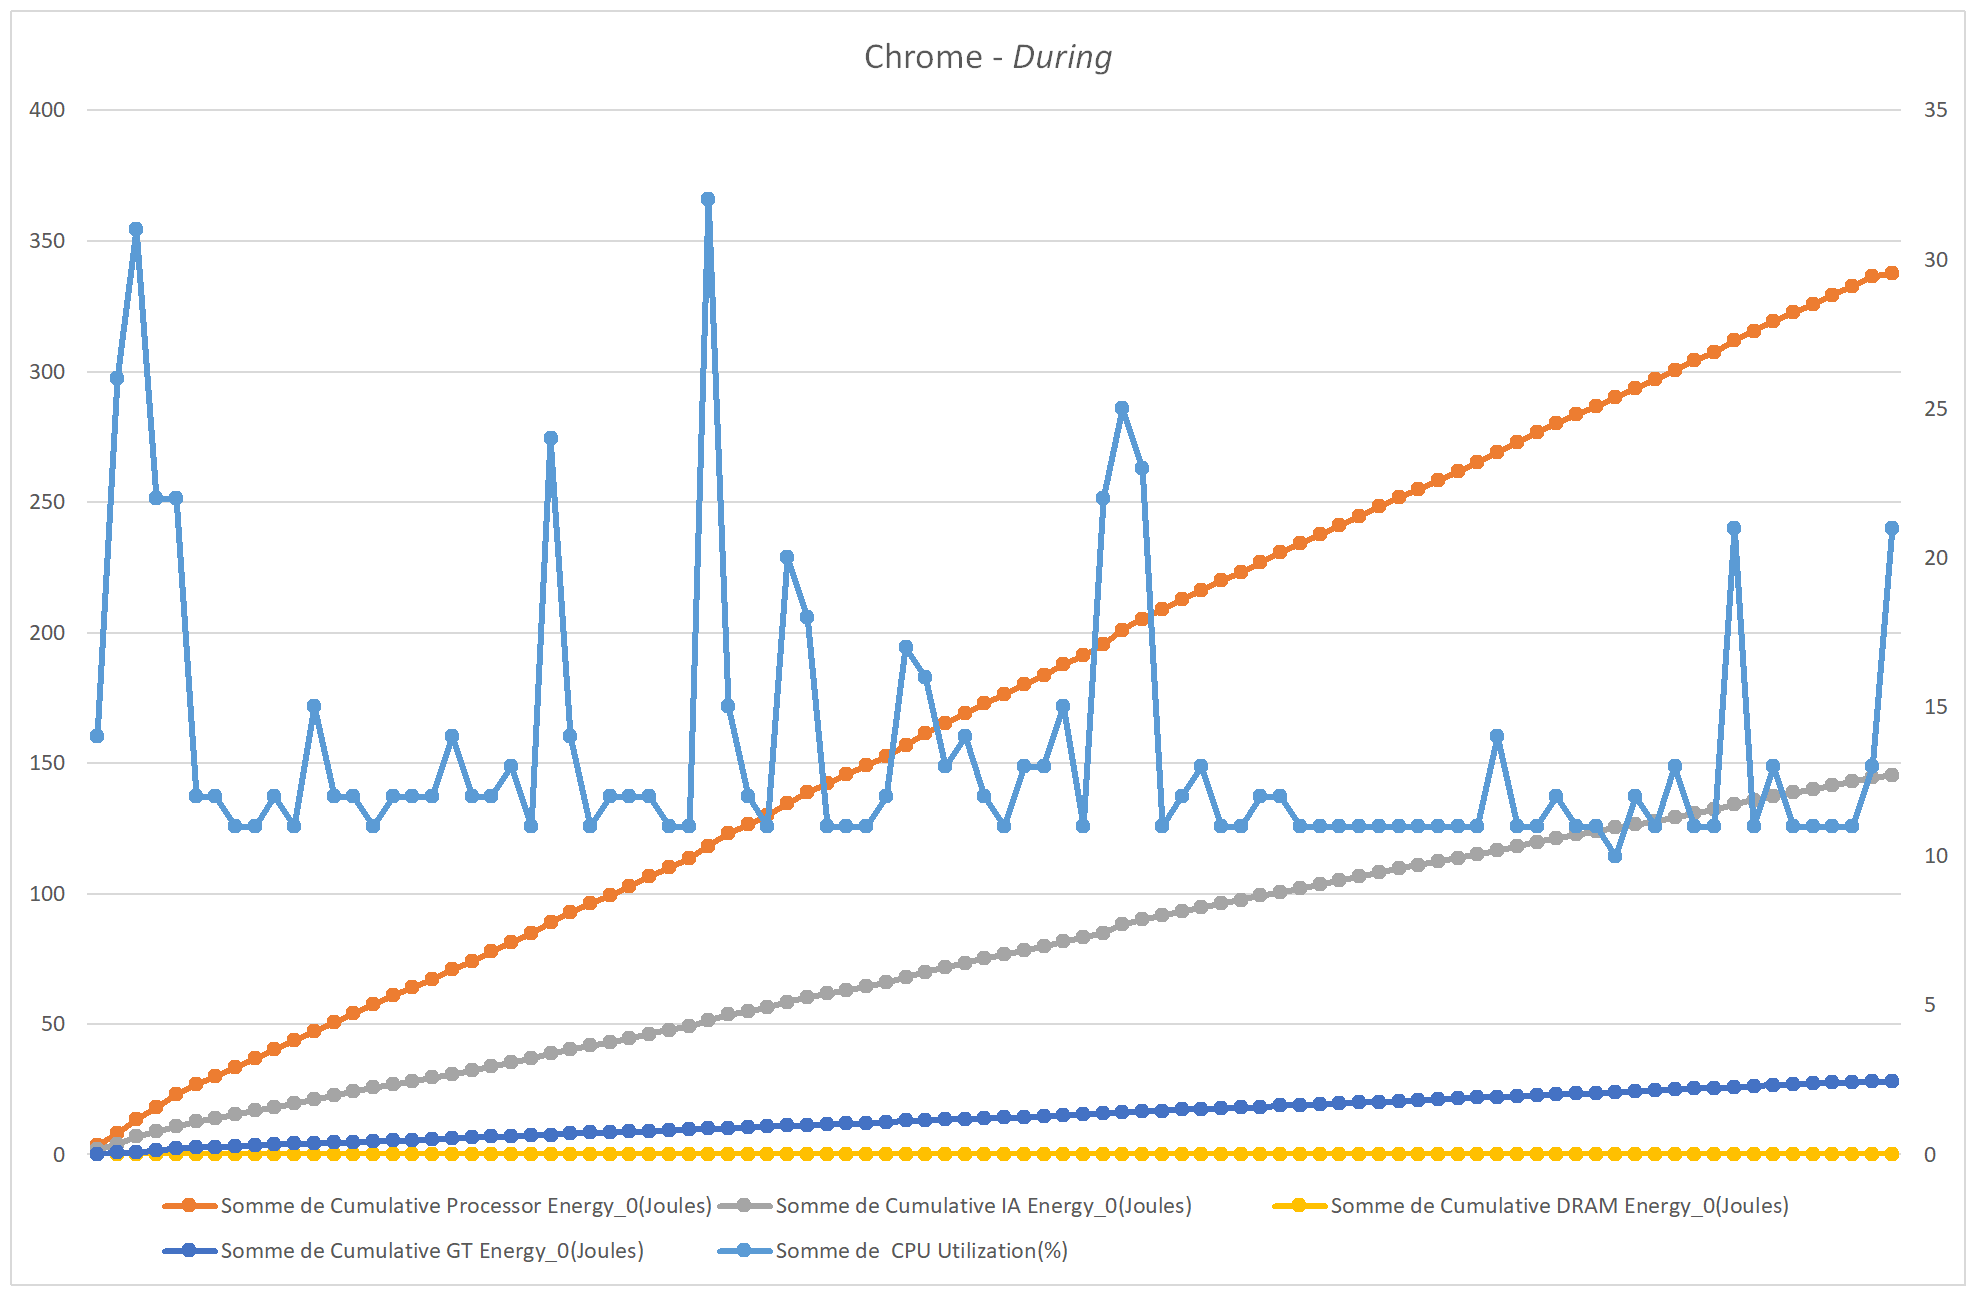 Chrome - During
400
350
300
250
200
150
100
50
0
35
30
25
20
15
10
5
0
Somme de Cumulative Processor Energy_0(Joules)
Somme de Cumulative IA Energy_0(Joules)
Somme de Cumulative DRAM Energy_0(Joules)
Somme de Cumulative GT Energy_0(Joules)
Somme de  CPU Utilization(%)